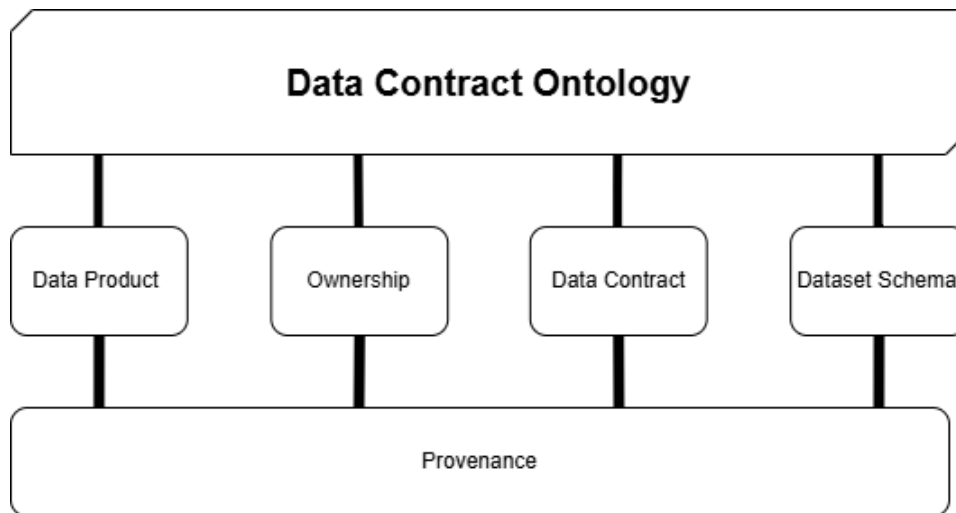 Data Contract Ontology
Data Product
Ownership
Data Contract
Dataset Schema
Provenance